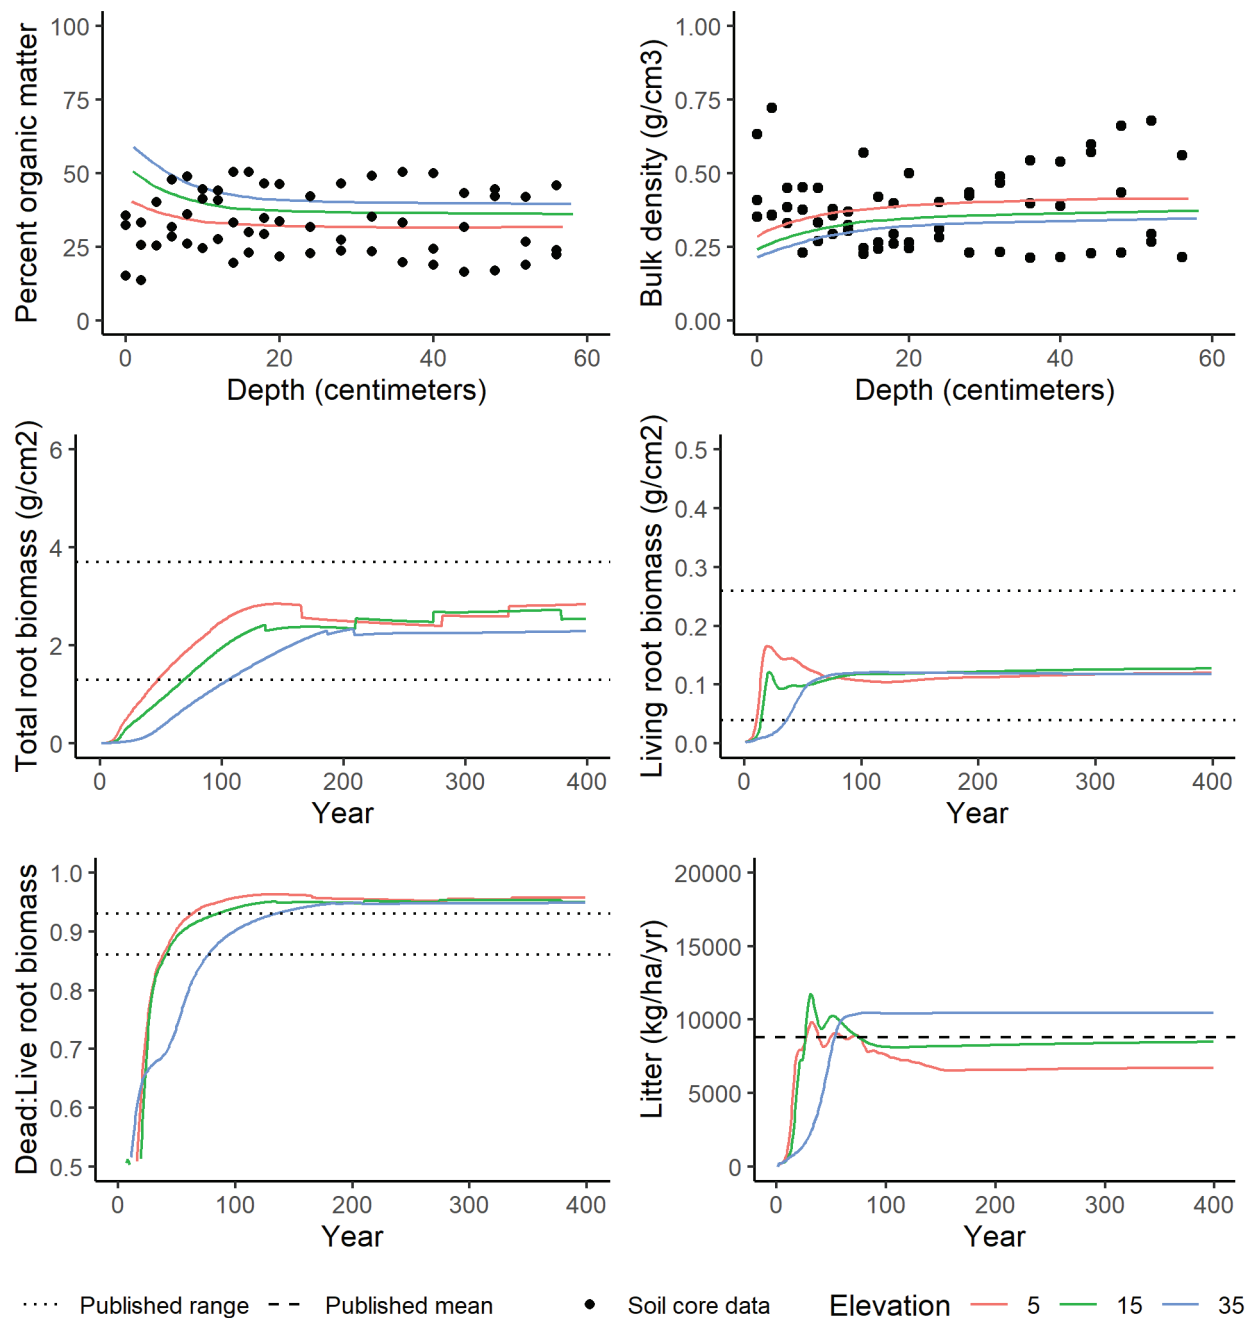 Percent organic matter
100
75
50
25
0
0 20 40 60
Depth (centimeters)
Bulk density (g/cm3)
1.00
0.75
0.50
0.25
0.00
0 20 40 60
Depth (centimeters)
Total root biomass (g/cm2)
6
4
2
0
0 100 200 300 400
Year
Living root biomass (g/cm2)
0.5
0.4
0.3
0.2
0.1
0.0
0 100 200 300 400
Year
Dead:Live root biomass
1.0
0.9
0.8
0.7
0.6
0.5
0 100 200 300 400
Year
Litter (kg/ha/yr)
20000
15000
10000
5000
0
0 100 200 300 400
Year
Published range Published mean Soil core data Elevation 5 15 35